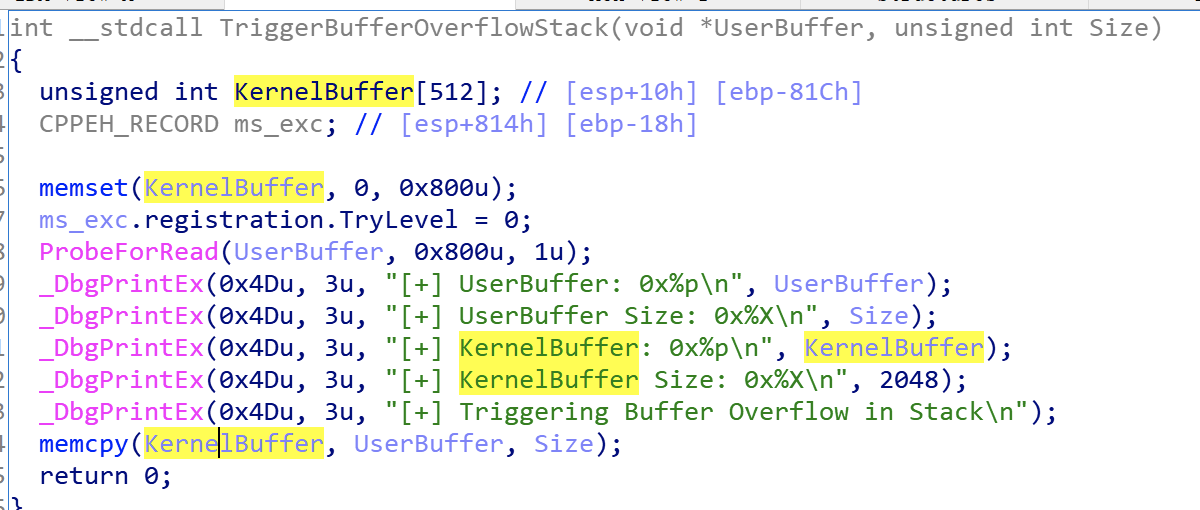 int __stdcall TriggerBufferOverflowStack(void *UserBuffer, unsigned int Size)
{
unsigned int KernelBuffer[512]; // [esp+10h] [ebp-81Ch]
CPPEH_RECORD ms_exc; // [esp+814h] [ebp-18h]
memset(KernelBuffer, 0, 0x800u);
ms_exc.registration.TryLevel = 0;
ProbeForRead(UserBuffer, 0x800u, 1u);
_DbgPrintEx(0x4Du, 3u, "[+] UserBuffer: 0x%p\n", UserBuffer);
_DbgPrintEx(0x4Du, 3u, "[+] UserBuffer Size: 0x%X\n", Size);
_DbgPrintEx(0x4Du, 3u, "[+] KernelBuffer: 0x%p\n", KernelBuffer);
_DbgPrintEx(0x4Du, 3u, "[+] KernelBuffer Size: 0x%X\n", 2048);
_DbgPrintEx(0x4Du, 3u, "[+] Triggering Buffer Overflow in Stack\n");
memcpy(KernelBuffer, UserBuffer, Size);
return 0;
}